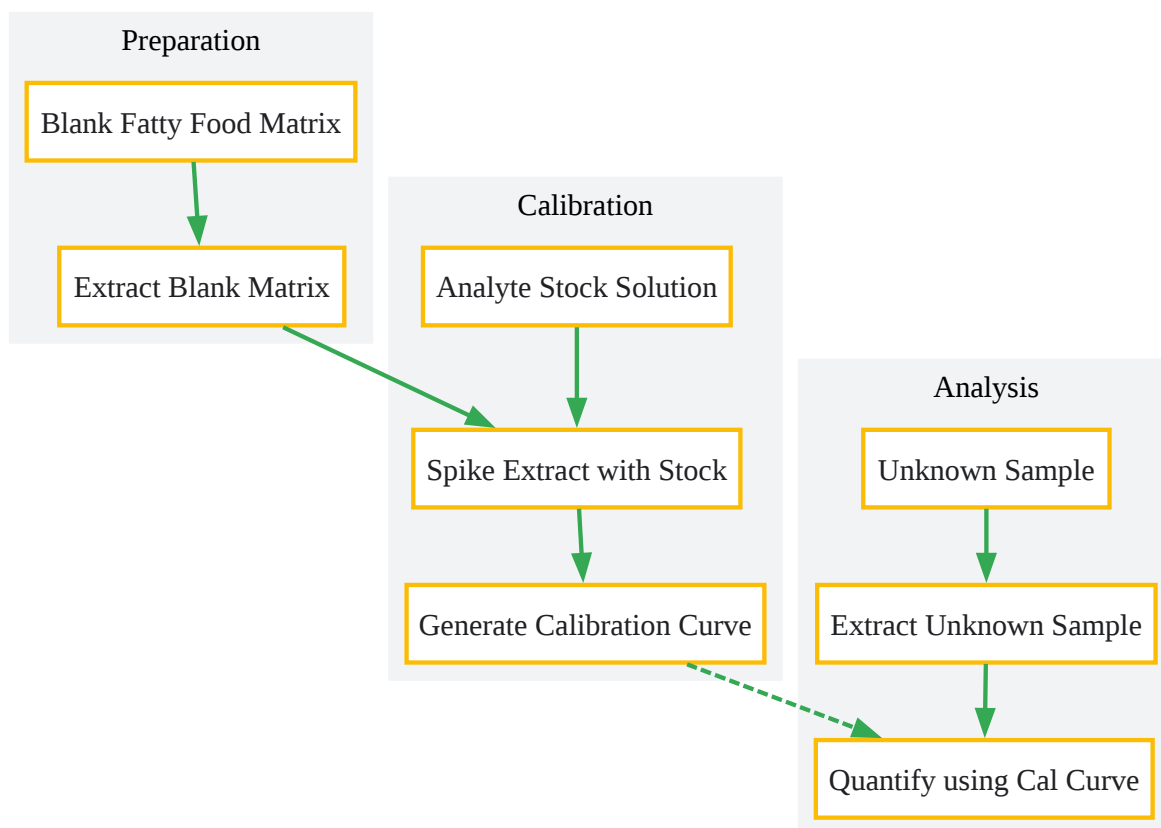 Preparation
Blank Fatty Food Matrix
Extract Blank Matrix
Calibration
Analyte Stock Solution
Spike Extract with Stock
Generate Calibration Curve
Analysis
Unknown Sample
Extract Unknown Sample
Quantify using Cal Curve